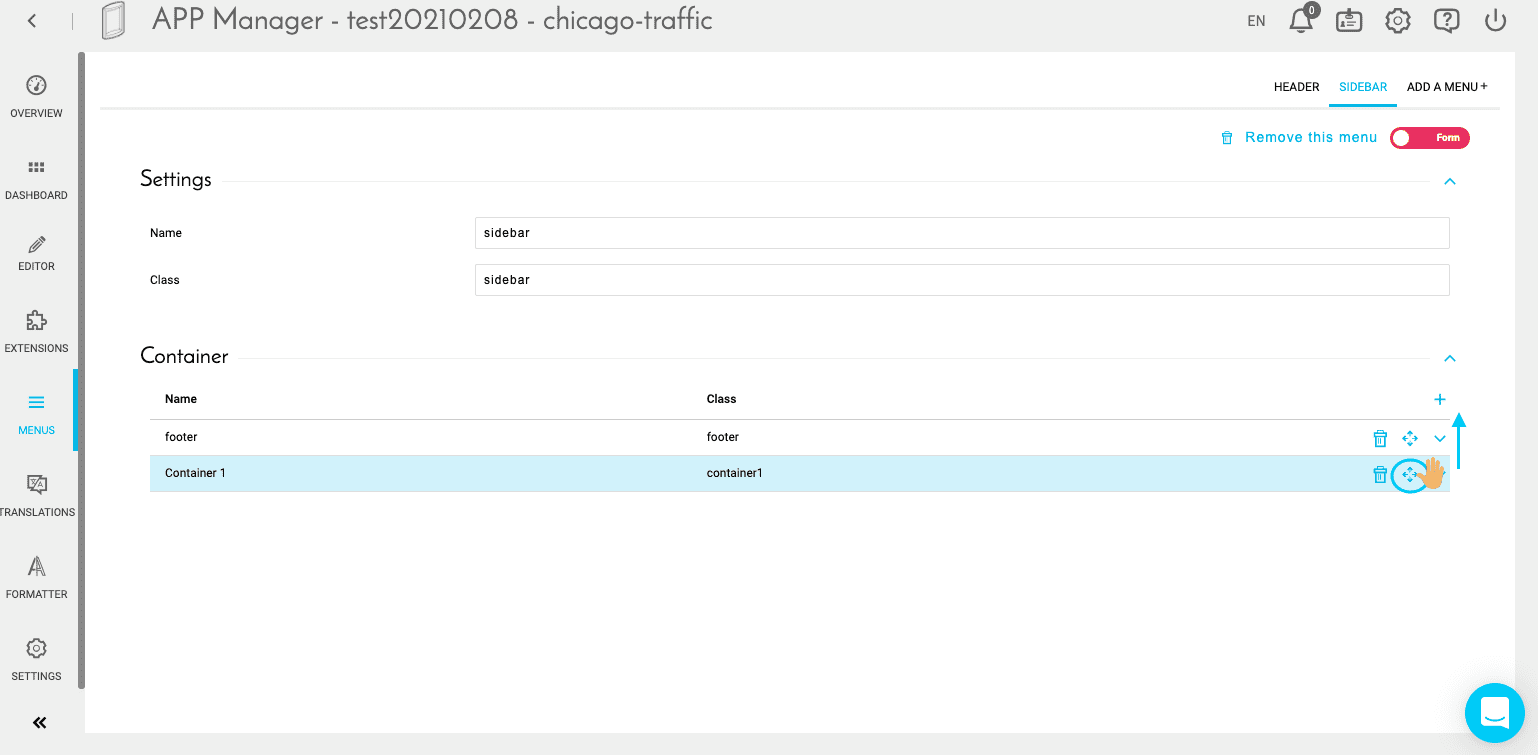 APP Manager - test20210208 - chicago-traffic
EN
0
OVERVIEW
DASHBOARD
EDITOR
EXTENSIONS
MENUS
TRANSLATIONS
FORMATTER
SETTINGS
HEADER SIDEBAR ADD A MENU +
Remove this menu Form
Settings
Name sidebar
Class sidebar
Container
Name Class
footer footer
Container 1 container1